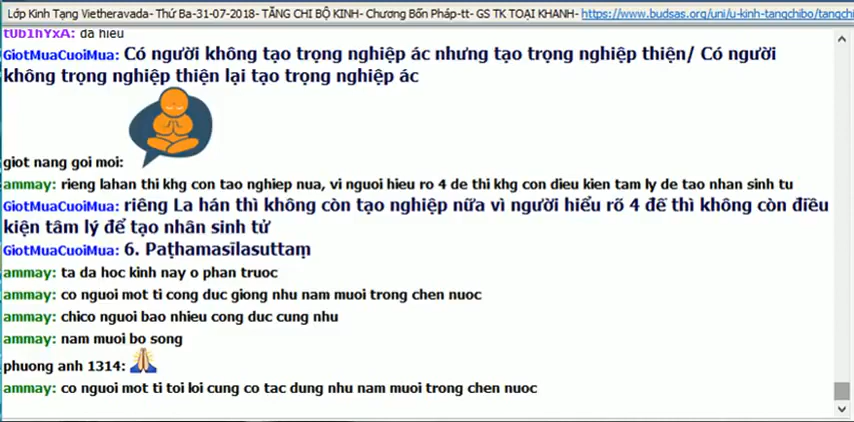 Lớp Kinh Tạng Vietheravada- Thứ Ba-31-07-2018- TĂNG CHI BỘ KINH- Chương Bốn Pháp-tt- GS TK TOẠI KHANH- https://www.budsas.org/uni/u-kinh-tangchibo/tangchi
tUb1hYxA: da hieu
GiotMuaCuoiMua: Có người không tạo trọng nghiệp ác nhưng tạo trọng nghiệp thiện/ Có người
không trọng nghiệp thiện lại tạo trọng nghiệp ác
giot nang goi moi:
ammay: rieng lahan thi khg con tao nghiep nua, vi nguoi hieu ro 4 de thi khg con dieu kien tam ly de tao nhan sinh tu
GiotMuaCuoiMua: riêng La hán thì không còn tạo nghiệp nữa vì người hiểu rõ 4 đế thì không còn điều
kiện tâm lý để tạo nhân sinh tử
GiotMuaCuoiMua: 6. Paṭhamasīlasuttaṃ
ammay: ta da hoc kinh nay o phan truoc
ammay: co nguoi mot ti cong duc giong nhu nam muoi trong chen nuoc
ammay: chico nguoi bao nhieu cong duc cung nhu
ammay: nam muoi bo song
phuong anh 1314:
ammay: co nguoi mot ti toi loi cung co tac dung nhu nam muoi trong chen nuoc